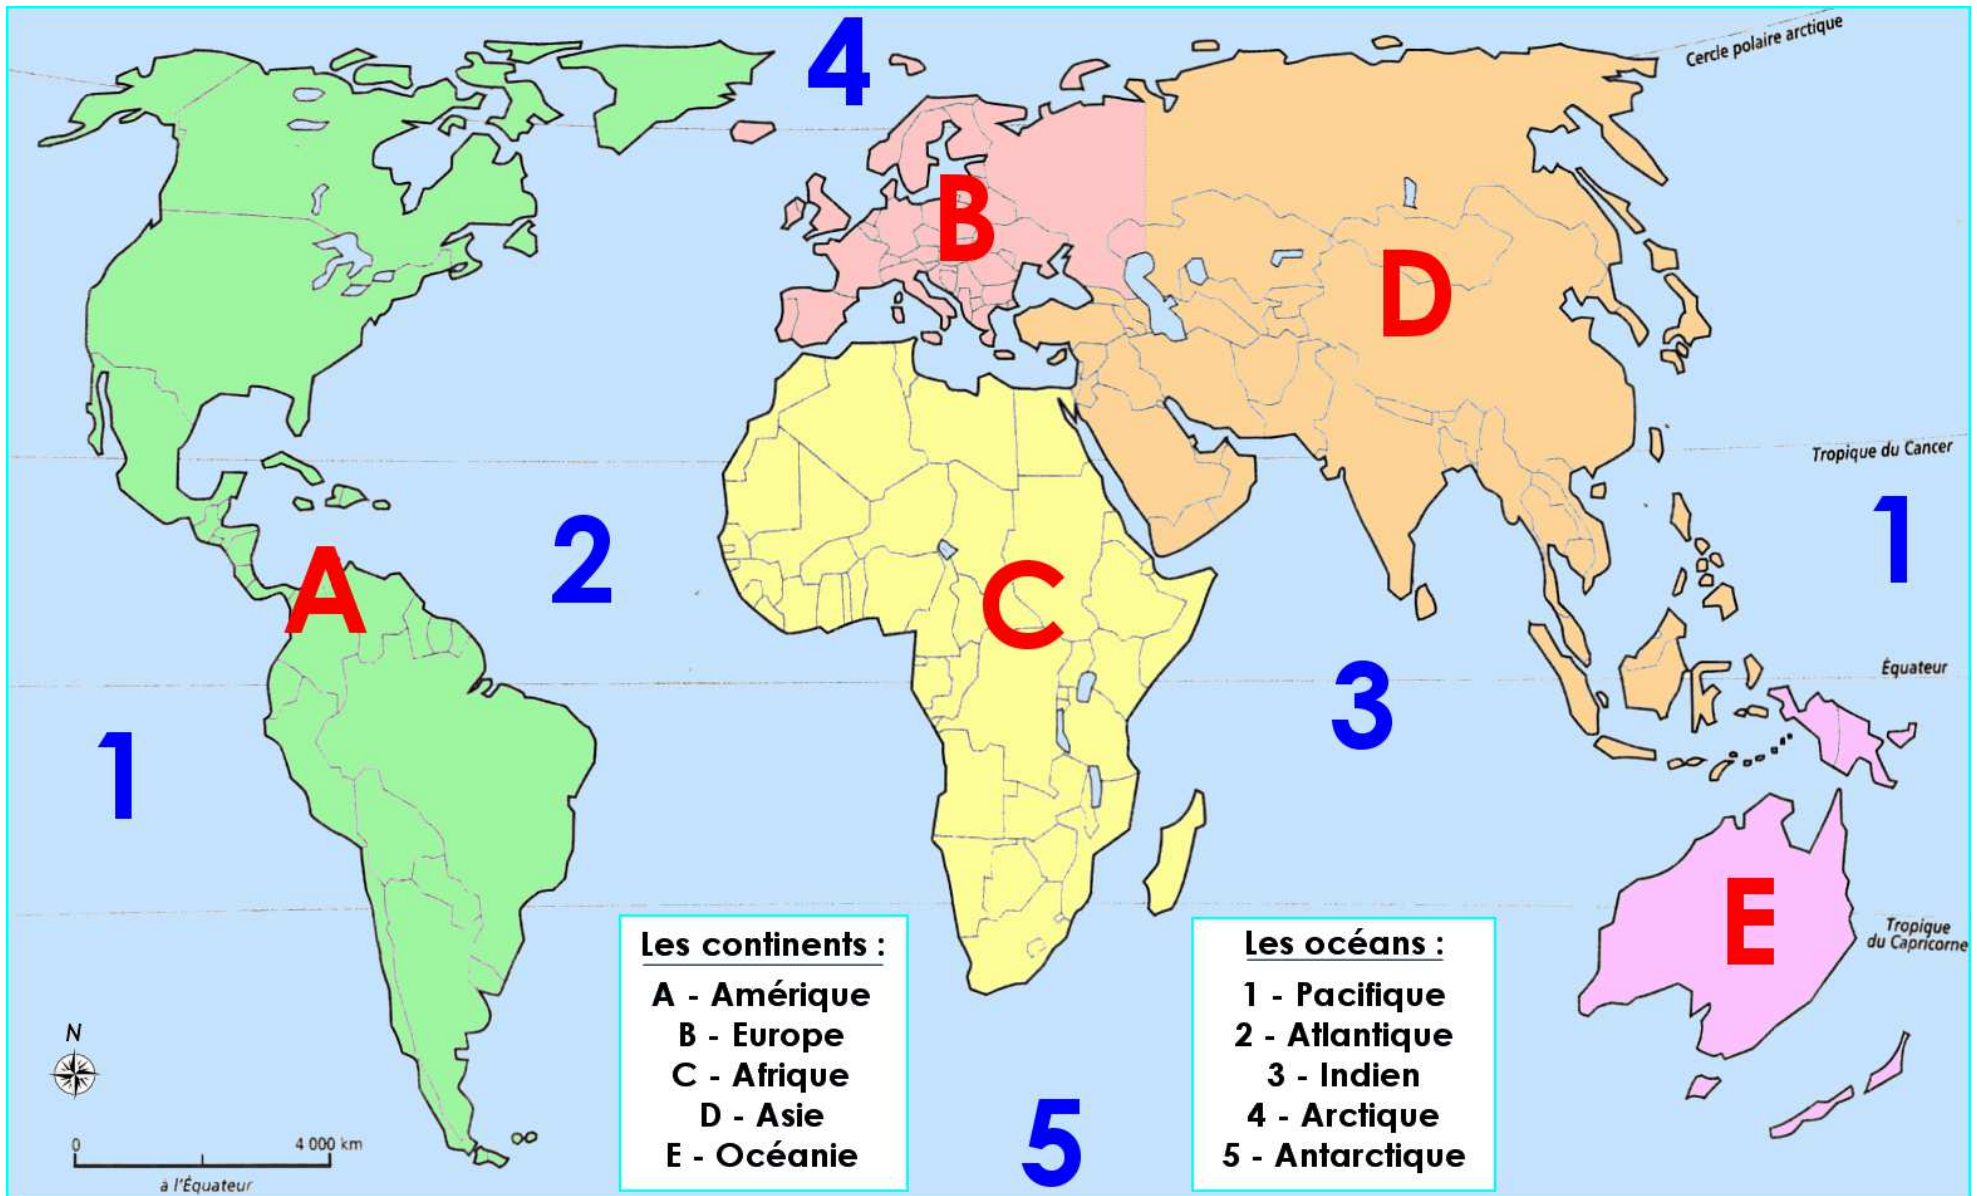 4
Cercle polaire arctique
B
D
Tropique du Cancer
1
2
A
C
Équateur
3
1
E
Tropique
du Capricorne
Les continents :
A - Amérique
B - Europe
C - Afrique
D - Asie
E - Océanie
Les océans :
1 - Pacifique
2 - Atlantique
3 - Indien
4 - Arctique
5 - Antarctique
N
5
0
4 000 km
à l'Équateur